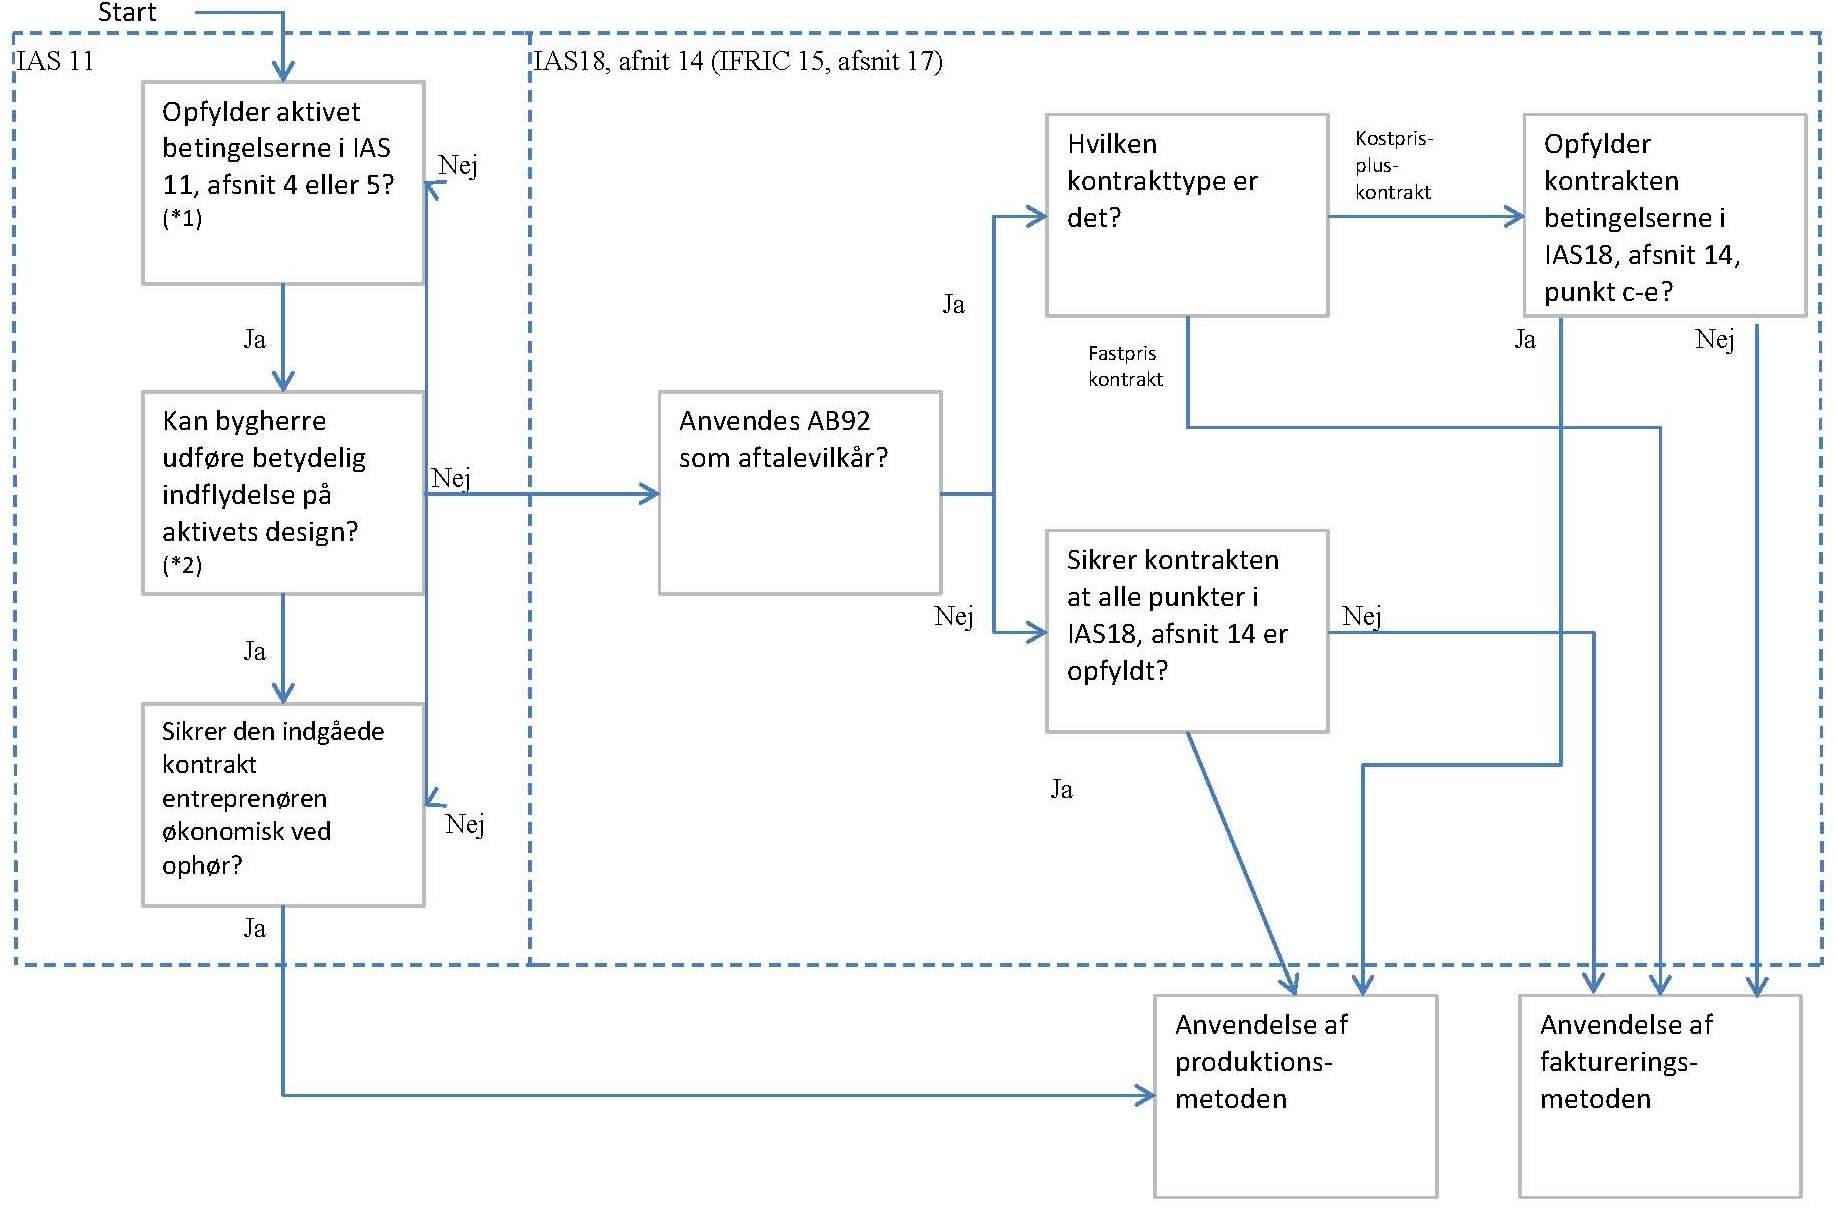 Start
IAS 11
IAS18, afnit 14 (IFRIC 15, afsnit 17)
Opfylder aktivet
betingelserne i IAS
11, afsnit 4 eller 5?
(*1)
Nej
Ja
Kan bygherre
udføre betydelig
indflydelse på
aktivets design?
(*2)
Nej
Ja
Sikrer den indgåede
kontrakt
entreprenøren
økonomisk ved
ophør?
Nej
Ja
Anvendes AB92
som aftalevilkår?
Ja
Nej
Hvilken
kontrakttype er
det?
Kostpris-
plus-
kontrakt
Fastpris
kontrakt
Opfylder
kontrakten
betingelserne i
IAS18, afsnit 14,
punkt c-e?
Ja
Nej
Sikrer kontrakten
at alle punkter i
IAS18, afsnit 14 er
opfyldt?
Nej
Ja
Anvendelse af
produktions-
metoden
Anvendelse af
fakturerings-
metoden